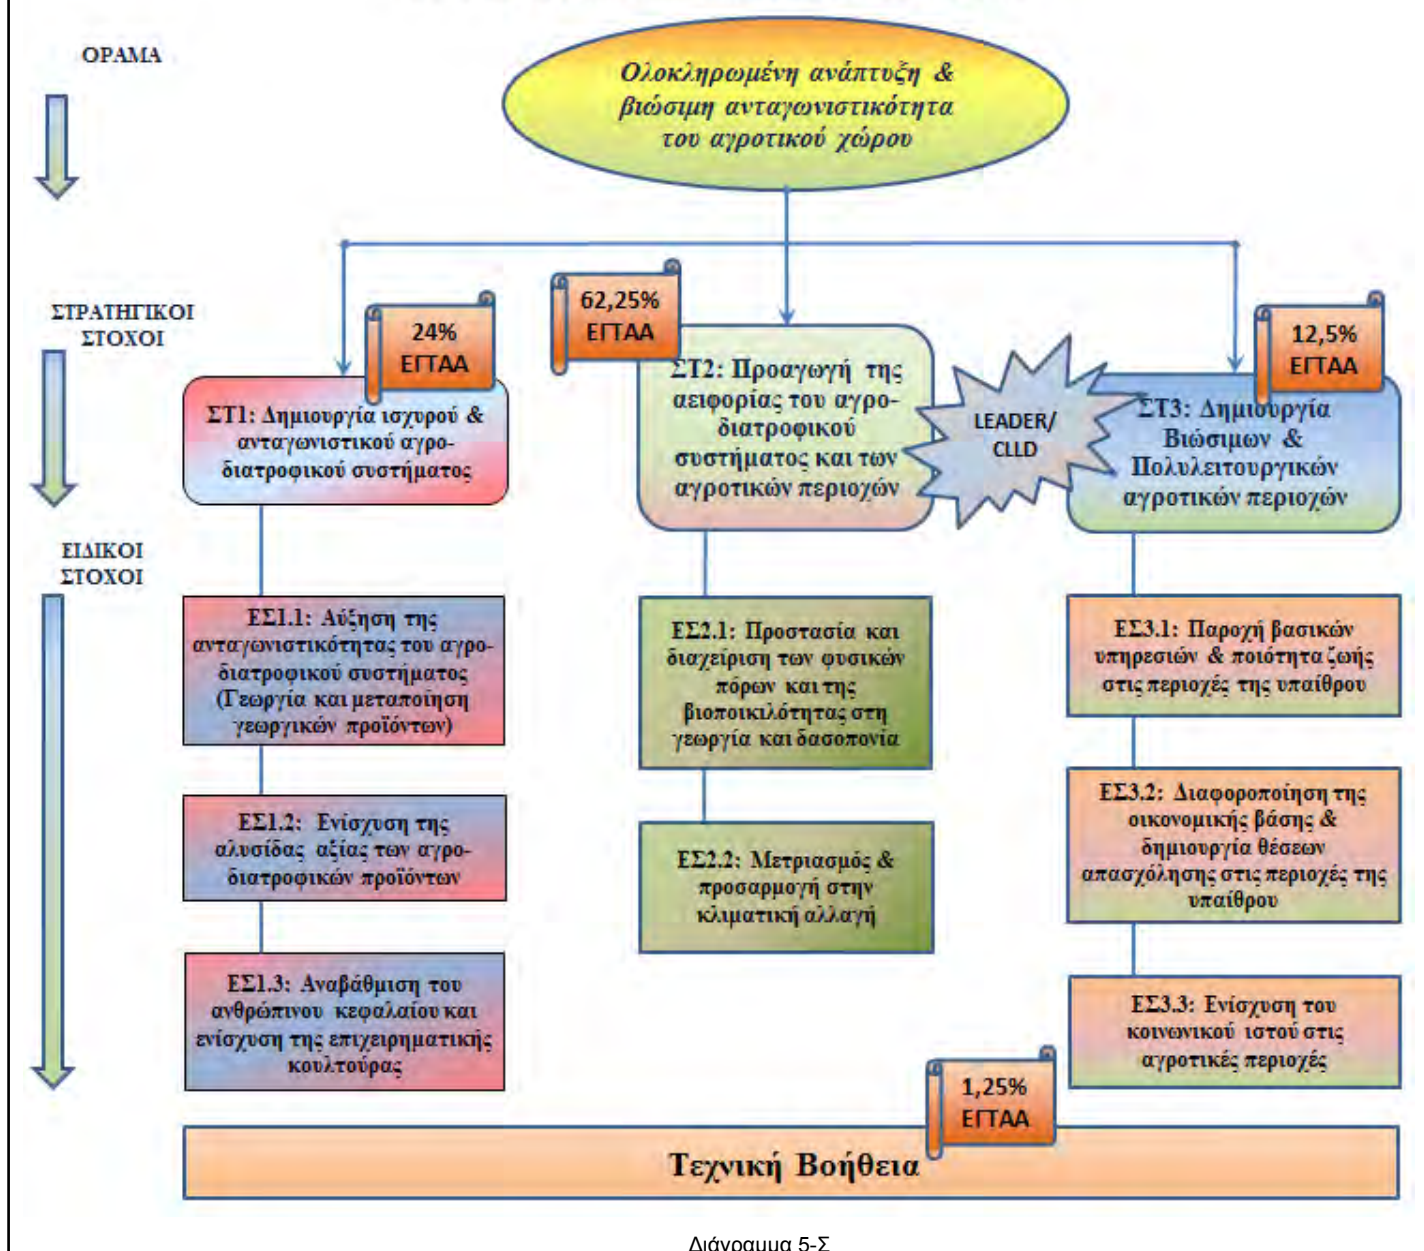 ΟΡΑΜΑ
Ολοκληρωμένη ανάπτυξη &
βιώσιμη ανταγωνιστικότητα
του αγροτικού χώρου
ΣΤΡΑΤΗΓΙΚΟΙ
ΣΤΟΧΟΙ
24%
ΕΓΤΑΑ
62,25%
ΕΓΤΑΑ
12,5%
ΕΓΤΑΑ
ΣΤ1: Δημιουργία ισχυρού &
ανταγωνιστικού αγρο-
διατροφικού συστήματος
ΣΤ2: Προαγωγή της
αειφορίας του αγρο-
διατροφικού
συστήματος και των
αγροτικών περιοχών
LEADER/
CLLD
ΣΤ3: Δημιουργία
Βιώσιμων &
Πολυλειτουργικών
αγροτικών περιοχών
ΕΙΔΙΚΟΙ
ΣΤΟΧΟΙ
ΕΣ1.1: Αύξηση της
ανταγωνιστικότητας του αγρο-
διατροφικού συστήματος
(Γεωργία και μεταποίηση
γεωργικών προϊόντων)
ΕΣ1.2: Ενίσχυση της
αλυσίδας αξίας των αγρο-
διατροφικών προϊόντων
ΕΣ1.3: Αναβάθμιση του
ανθρώπινου κεφαλαίου και
ενίσχυση της επιχειρηματικής
κουλτούρας
ΕΣ2.1: Προστασία και
διαχείριση των φυσικών
πόρων και της
βιοποικιλότητας στη
γεωργία και δασοπονία
ΕΣ2.2: Μετριασμός &
προσαρμογή στην
κλιματική αλλαγή
ΕΣ3.1: Παροχή βασικών
υπηρεσιών & ποιότητα ζωής
στις περιοχές της υπαίθρου
ΕΣ3.2: Διαφοροποίηση της
οικονομικής βάσης &
δημιουργία θέσεων
απασχόλησης στις περιοχές της
υπαίθρου
ΕΣ3.3: Ενίσχυση του
κοινωνικού ιστού στις
αγροτικές περιοχές
1,25%
ΕΓΤΑΑ
Τεχνική Βοήθεια
Διάγραμμα 5-Σ